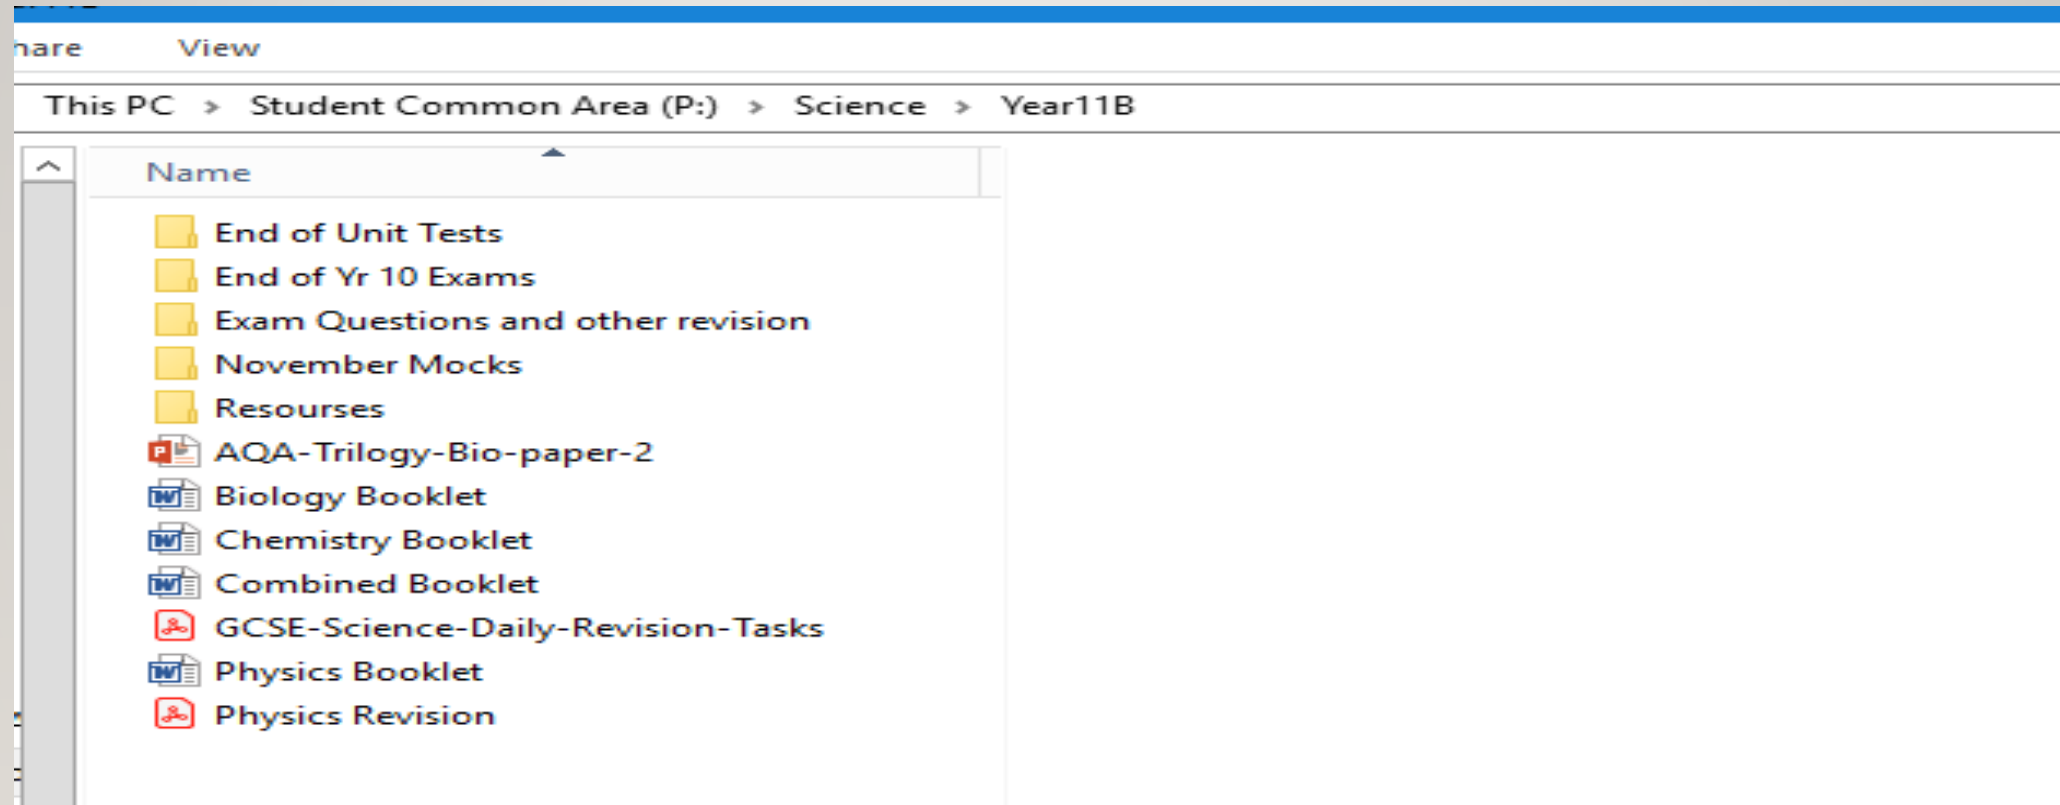 View
This PC > Student Common Area (P:) > Science > Year11B
Name
End of Unit Tests
End of Yr 10 Exams
Exam Questions and other revision
November Mocks
Resourses
AQA-Trilogy-Bio-paper-2
Biology Booklet
Chemistry Booklet
Combined Booklet
GCSE-Science-Daily-Revision-Tasks
Physics Booklet
Physics Revision